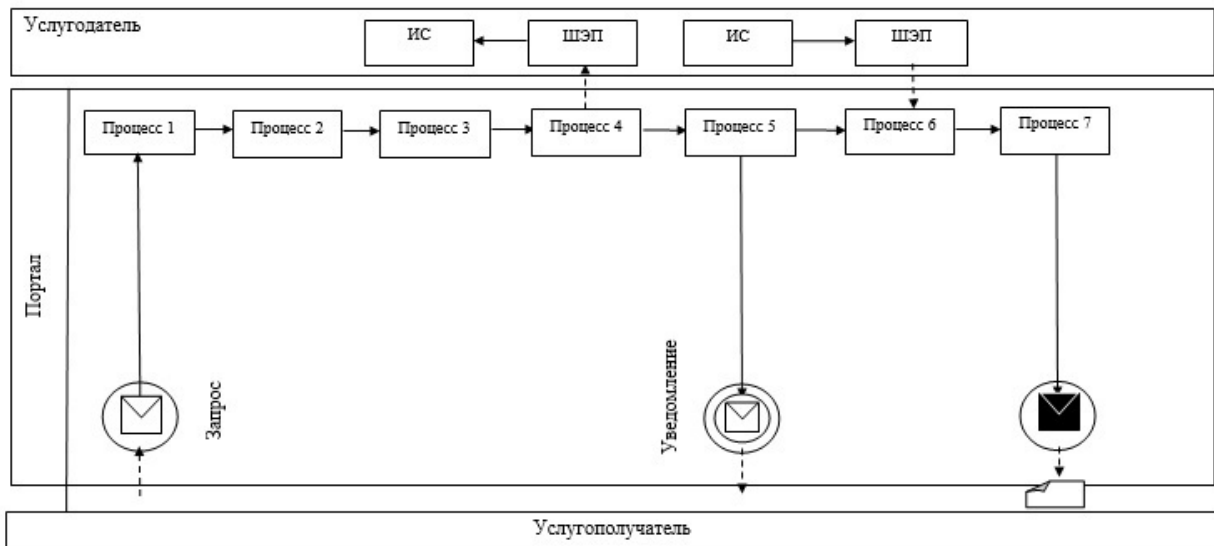 Услугодатель
ИС
ШЭП
ИС
ШЭП
Портал
Процесс 1
Процесс 2
Процесс 3
Процесс 4
Процесс 5
Процесс 6
Процесс 7
Запрос
Уведомление
Услугополучатель